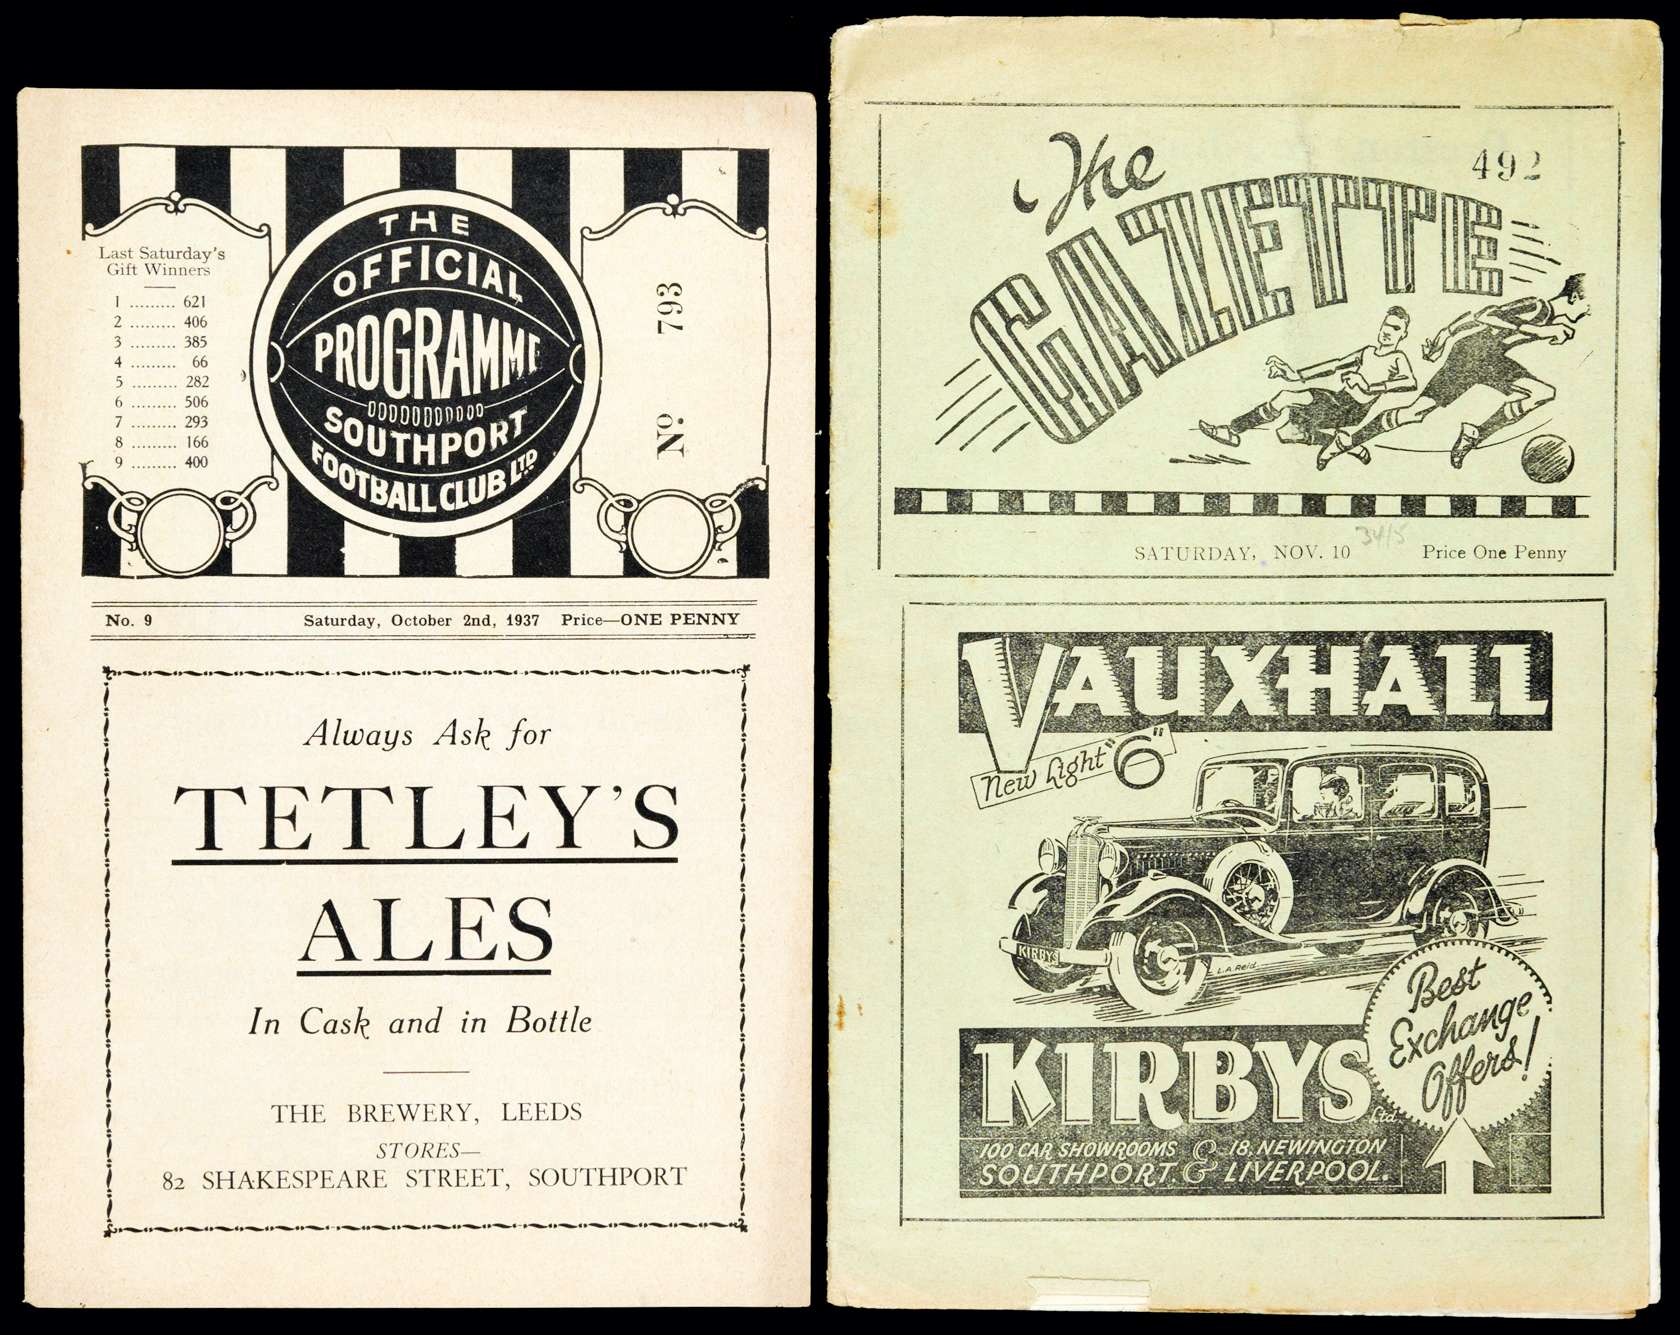 THE
OFFICIAL
PROGRAMME
SOUTHPORT
FOOTBALL CLUB LTD
Last Saturday's
Gift Winners
1 ......... 621
2 ......... 406
3 ......... 385
4 ......... 66
5 ......... 282
6 ......... 506
7 ......... 293
8 ......... 166
9 ......... 400
No. 793
No. 9 Saturday, October 2nd, 1937 Price—ONE PENNY
Always Ask for
TETLEY'S
ALES
In Cask and in Bottle
THE BREWERY, LEEDS
STORES—
82 SHAKESPEARE STREET, SOUTHPORT
The
GAZETTE
492
34/5
SATURDAY, NOV. 10 Price One Penny
VAUXHALL
New Light "6"
KIRBYS
L.A. Reid
Best
Exchange
Offers!
KIRBYS Ltd
100 CAR SHOWROOMS & 18, NEWINGTON
SOUTHPORT. LIVERPOOL.